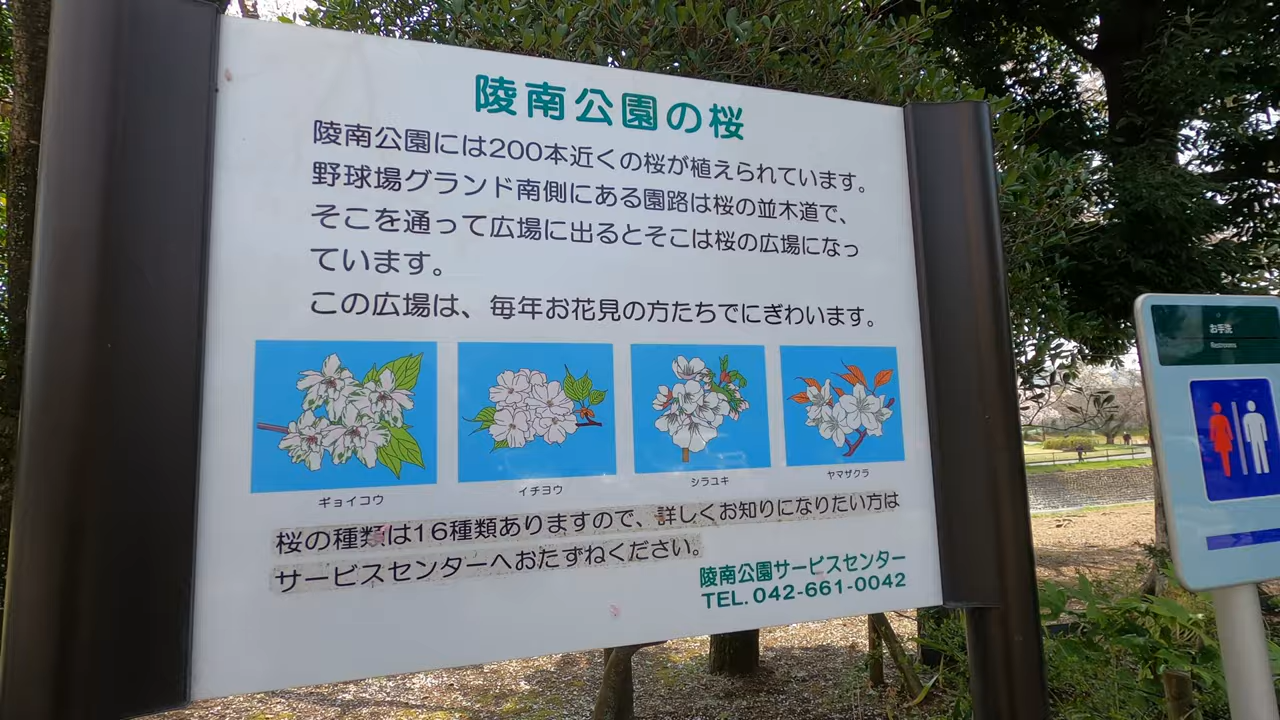 陵南公園の桜
陵南公園には200本近くの桜が植えられています。
野球場グランド南側にある園路は桜の並木道で、
そこを通って広場に出るとそこは桜の広場になっ
ています。
この広場は、毎年お花見の方たちでにぎわいます。
ギョイコウ
イチヨウ
シラユキ
ヤマザクラ
桜の種類は16種類ありますので、詳しくお知りになりたい方は
サービスセンターへおたずねください。
陵南公園サービスセンター
TEL. 042-661-0042
お手洗
Restrooms